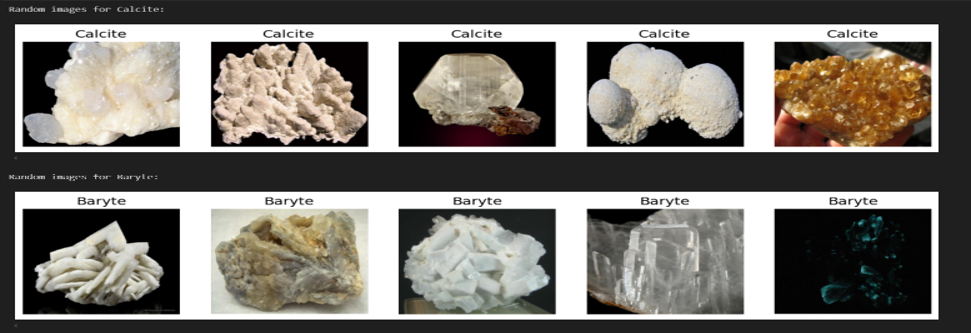 Random images for Calcite:
Calcite Calcite Calcite Calcite Calcite
Random images for Baryte:
Baryte Baryte Baryte Baryte Baryte